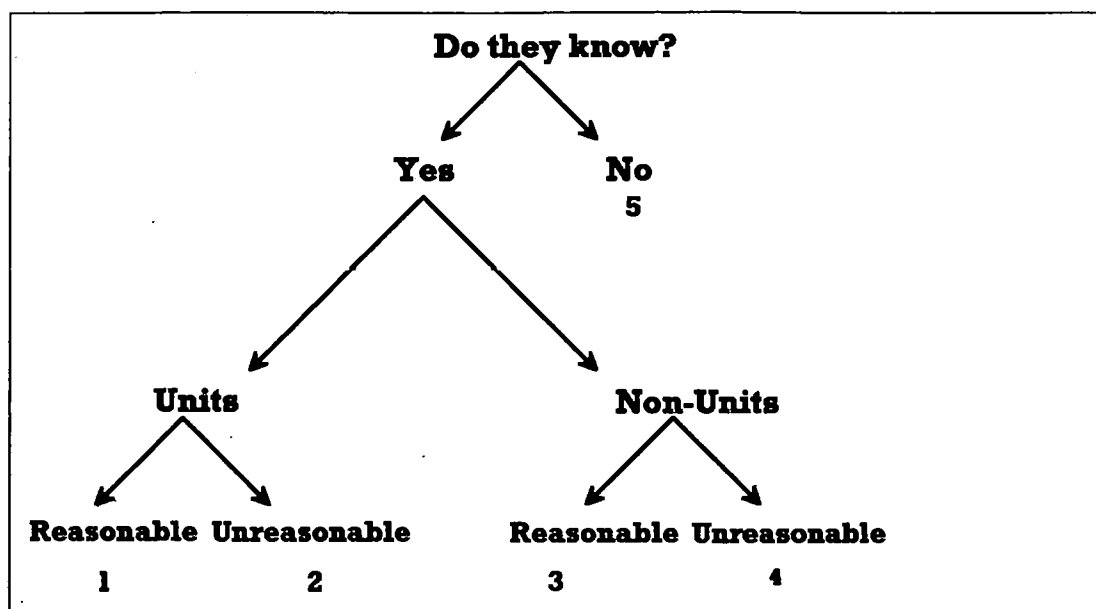 Do they know?
Yes No
5
Units Non-Units
Reasonable Unreasonable Reasonable Unreasonable
1 2 3 4